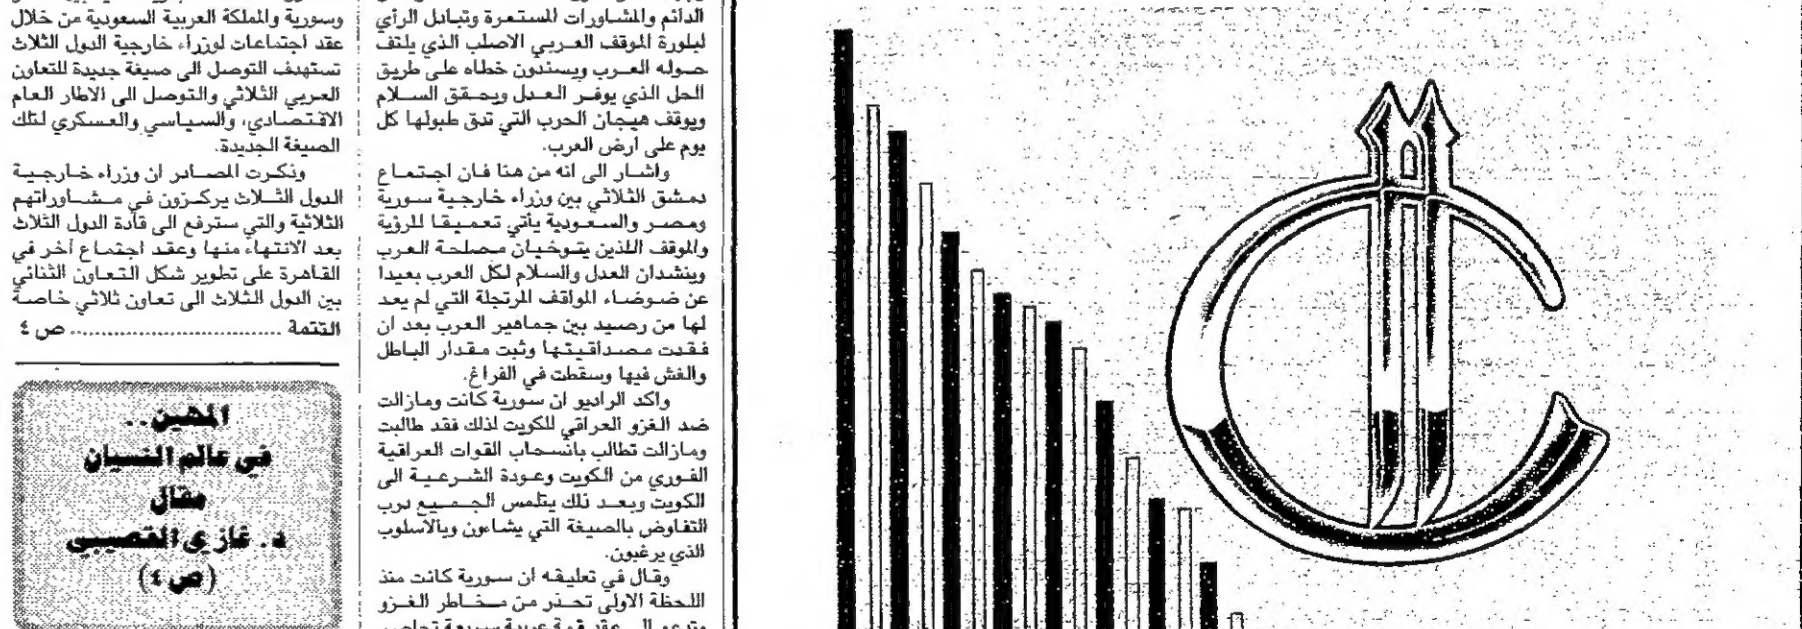 الدائم والمشاورات المستمرة وتبادل الرأي
لبلورة الموقف العربي الاصلب الذي يلتف
حوله العرب ويسندون خطاه على طريق
الحل الذي يوفر العدل ويحقق السلام
ويوقف هيجان الحرب التي تدق طبولها كل
يوم على ارض العرب.
واشار الى انه من هنا فان اجتماع
دمشق الثلاثي بين وزراء خارجية سورية
ومصر والسعودية يأتي تعميقا للرؤية
والموقف اللذين يتوخيان مصلحة العرب
وينشدان العدل والسلام لكل العرب بعيدا
عن ضوضاء المواقف المرتجلة التي لم يعد
لها من رصيد بين جماهير العرب بعد ان
فقدت مصداقيتها وثبت مقدار الباطل
والغش فيها وسقطت في الفراغ.
واكد الراديو ان سورية كانت ومازالت
ضد الغزو العراقي للكويت لذلك فقد طالبت
ومازالت تطالب بانسحاب القوات العراقية
الفوري من الكويت وعودة الشرعية الى
الكويت وبعد ذلك يتلمس الجميع درب
التفاوض بالصيغة التي يشاءون وبالاسلوب
الذي يرغبون.
وقال في تعليقه ان سورية كانت منذ
اللحظة الاولى تحذر من مخاطر الغزو
وسورية والمملكة العربية السعودية من خلال
عقد اجتماعات لوزراء خارجية الدول الثلاث
تستهدف التوصل الى صيغة جديدة للتعاون
العربي الثلاثي والتوصل الى الاطار العام
الاقتصادي، والسياسي والعسكري لتلك
الصيغة الجديدة.
وذكرت المصادر ان وزراء خارجية
الدول الثلاث يركزون في مشاوراتهم
الثلاثية والتي سترفع الى قادة الدول الثلاث
بعد الانتهاء منها وعقد اجتماع آخر في
القاهرة على تطوير شكل التعاون الثنائي
بين الدول الثلاث الى تعاون ثلاثي خاصة
التتمة .............................. ص ٤
المهين..
في عالم النسيان
مقال
د. غازي القصيبي
(ص ٤)